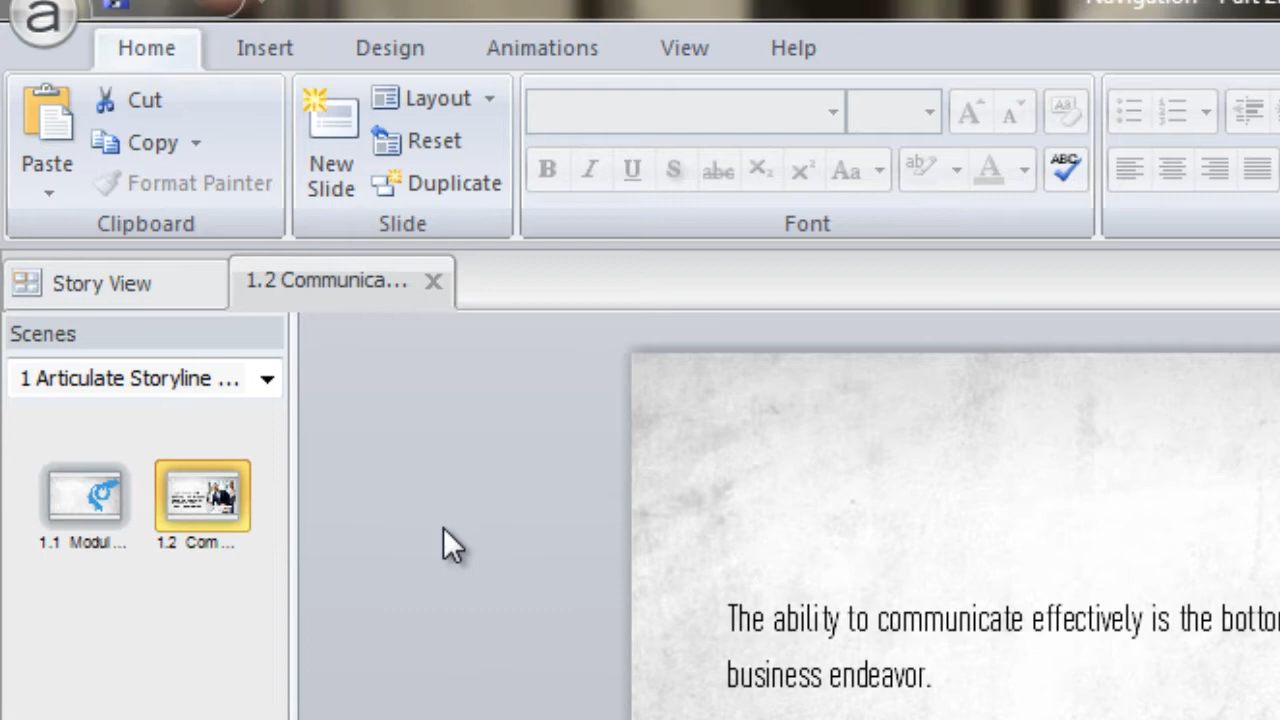 Navigation - Part 2
Home Insert Design Animations View Help
Cut
Layout
Copy
Reset
Paste
New
Slide
Format Painter
Duplicate
Clipboard Slide Font
Story View
1.2 Communica...
Scenes
1 Articulate Storyline ...
1.1 Modul... 1.2 Com...
The ability to communicate effectively is the
business endeavor.